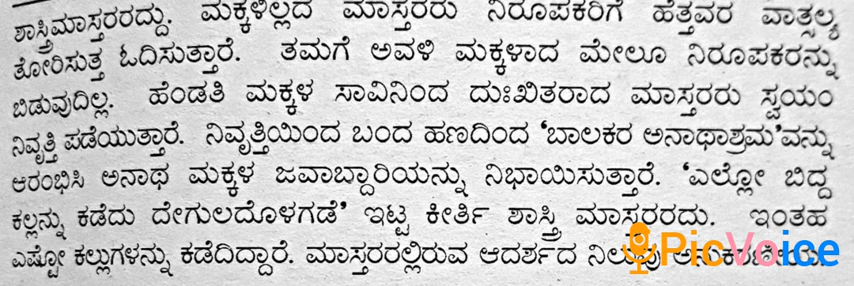 ಶಾಸ್ತ್ರಿಮಾಸ್ತರರದ್ದು. ಮಕ್ಕಳಿಲ್ಲದ ಮಾಸ್ತರರು ನಿರೂಪಕರಿಗೆ ಹೆತ್ತವರ ವಾತ್ಸಲ್ಯ
ತೋರಿಸುತ್ತ ಓದಿಸುತ್ತಾರೆ. ತಮಗೆ ಅವಳಿ ಮಕ್ಕಳಾದ ಮೇಲೂ ನಿರೂಪಕರನ್ನು
ಬಿಡುವುದಿಲ್ಲ. ಹೆಂಡತಿ ಮಕ್ಕಳ ಸಾವಿನಿಂದ ದುಃಖಿತರಾದ ಮಾಸ್ತರರು ಸ್ವಯಂ
ನಿವೃತ್ತಿ ಪಡೆಯುತ್ತಾರೆ. ನಿವೃತ್ತಿಯಿಂದ ಬಂದ ಹಣದಿಂದ ‘ಬಾಲಕರ ಅನಾಥಾಶ್ರಮ’ವನ್ನು
ಆರಂಭಿಸಿ ಅನಾಥ ಮಕ್ಕಳ ಜವಾಬ್ದಾರಿಯನ್ನು ನಿಭಾಯಿಸುತ್ತಾರೆ. ‘ಎಲ್ಲೋ ಬಿದ್ದ
ಕಲ್ಲನ್ನು ಕಡೆದು ದೇಗುಲದೊಳಗಡೆ’ ಇಟ್ಟ ಕೀರ್ತಿ ಶಾಸ್ತ್ರಿ ಮಾಸ್ತರರದು. ಇಂತಹ
ಎಷ್ಟೋ ಕಲ್ಲುಗಳನ್ನು ಕಡೆದಿದ್ದಾರೆ. ಮಾಸ್ತರರಲ್ಲಿರುವ ಆದರ್ಶದ
PicVoice